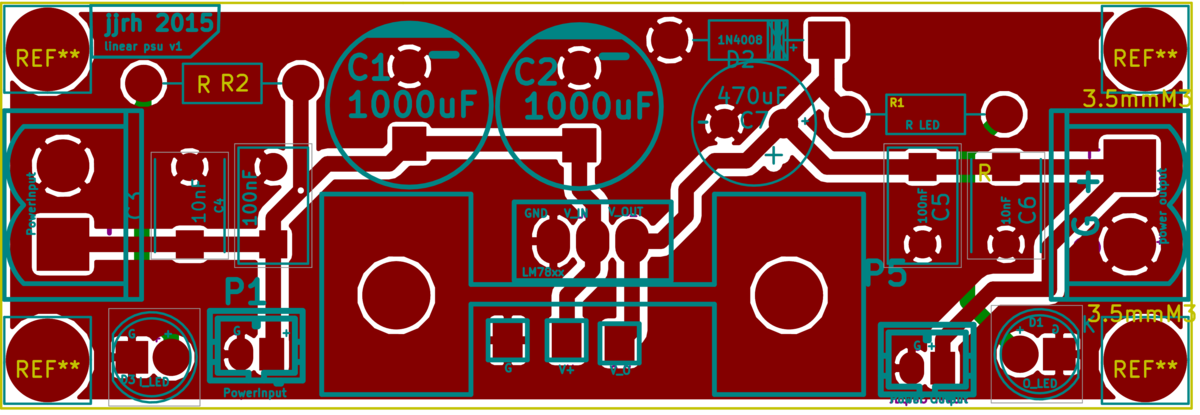 jjrh 2015
linear psu v1
REF**
R R2
C1
1000uF
C2
1000uF
1N4008
+
D2
470uF
- C7 +
+
R1
R LED
3.5mmM3
REF**
PowerInput
C3
10nF
C4
100nF
GND V_IN V_OUT
LM78xx
100nF
C5
R
10nF
C6
+
G
power output
P1
G +
PowerInput
REF**
G +
D3 I_LED
G
V+
V_O
P5
G +
D1
+ G
O_LED
3.5mmM3
REF**